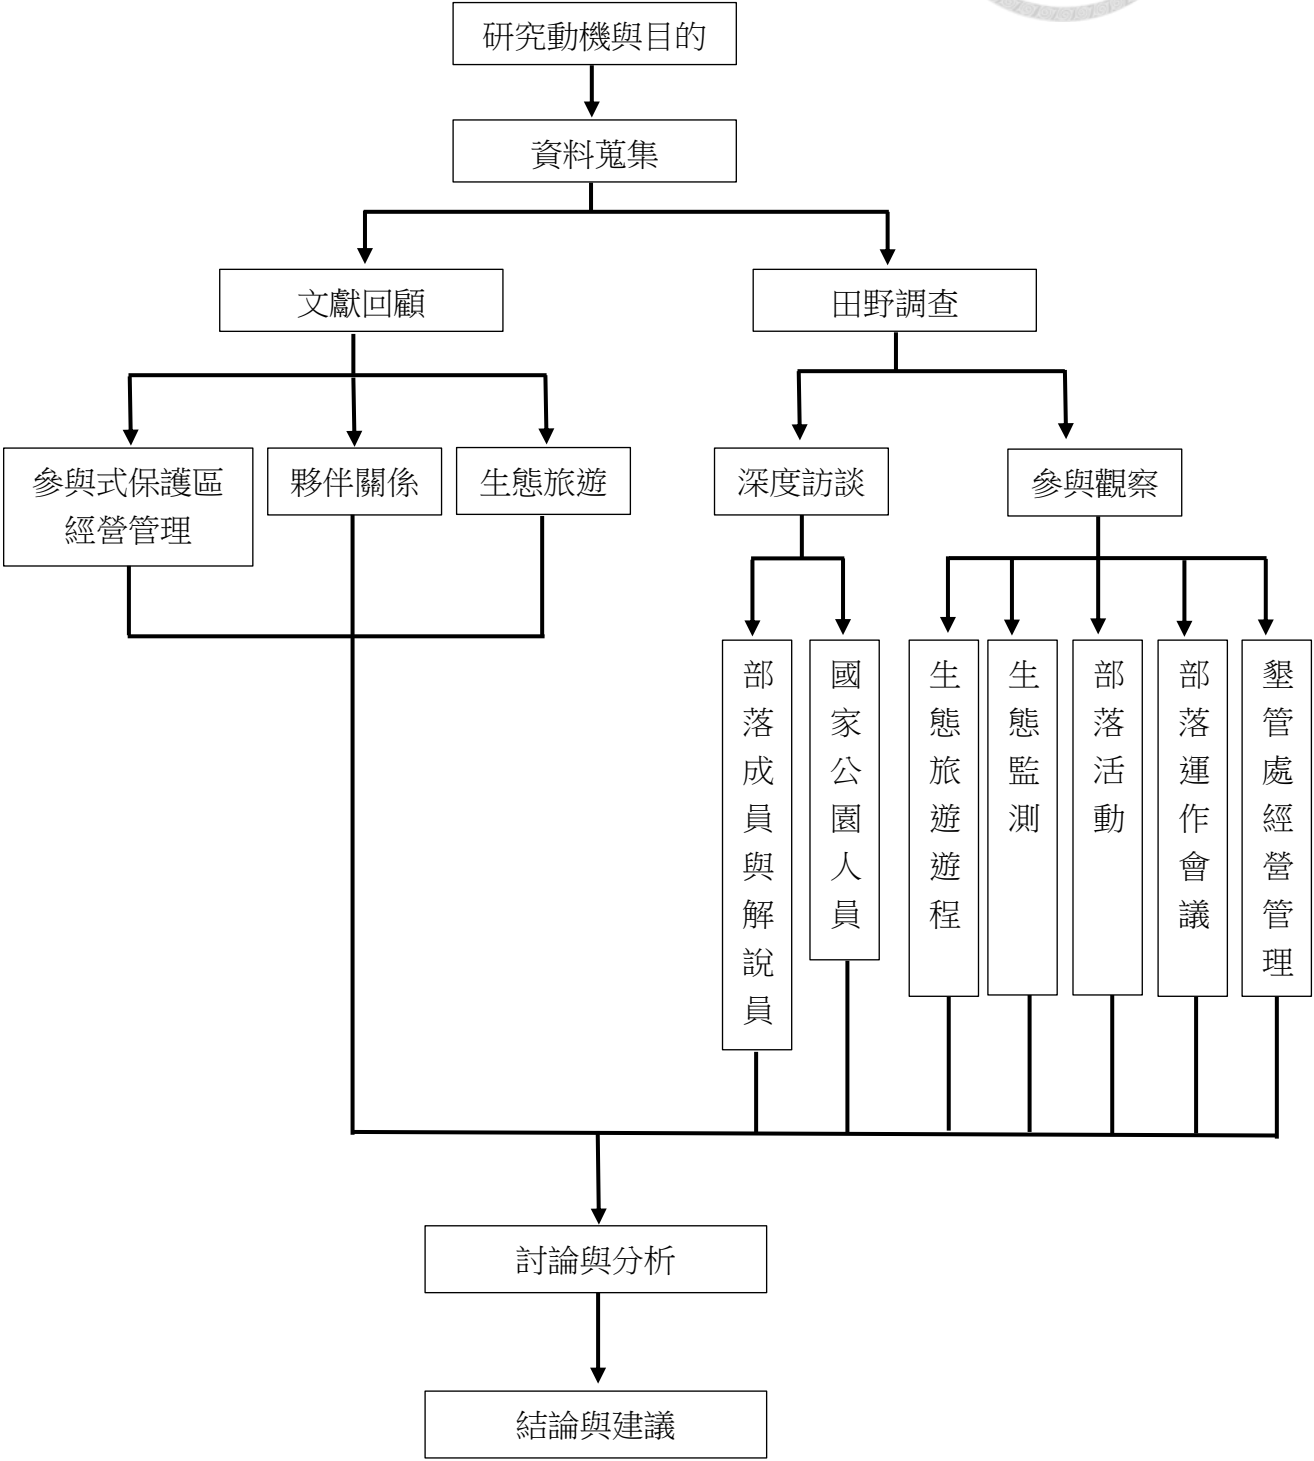 研究動機與目的
資料蒐集
文獻回顧
田野調查
參與式保護區
經營管理
夥伴關係
生態旅遊
深度訪談
參與觀察
部落成員與解說員
國家公園人員
生態旅遊遊程
生態監測
部落活動
部落運作會議
墾管處經營管理
討論與分析
結論與建議